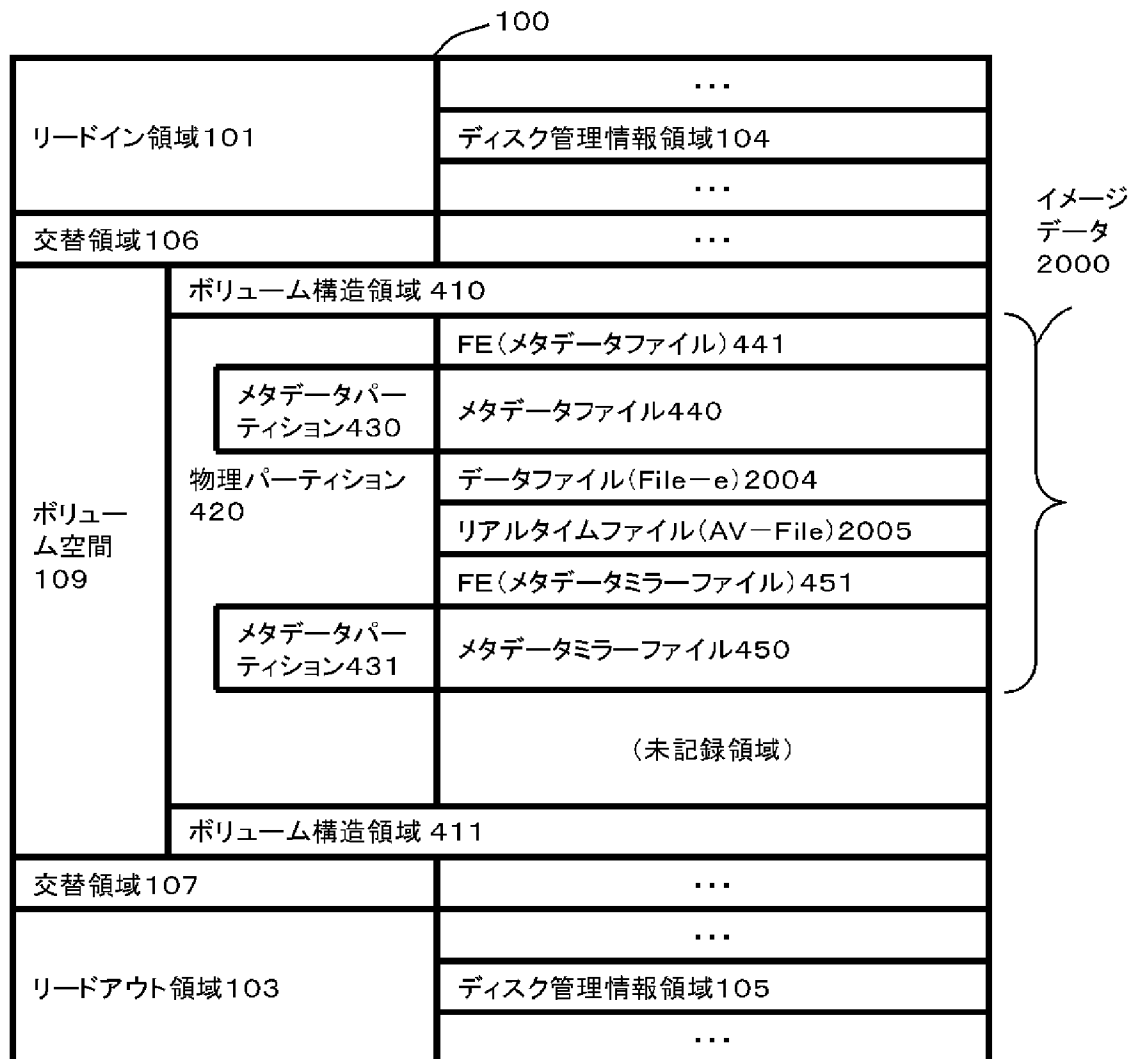 100
・・・
リードイン領域101
ディスク管理情報領域104
・・・
交替領域106
・・・
イメージ
データ
2000
ボリューム構造領域 410
FE(メタデータファイル)441
メタデータパー
ティション430
メタデータファイル440
物理パーティション
420
データファイル(File-e)2004
リアルタイムファイル(AV-File)2005
ボリュー
ム空間
109
FE(メタデータミラーファイル)451
メタデータパー
ティション431
メタデータミラーファイル450
(未記録領域)
ボリューム構造領域 411
交替領域107
・・・
・・・
リードアウト領域103
ディスク管理情報領域105
・・・